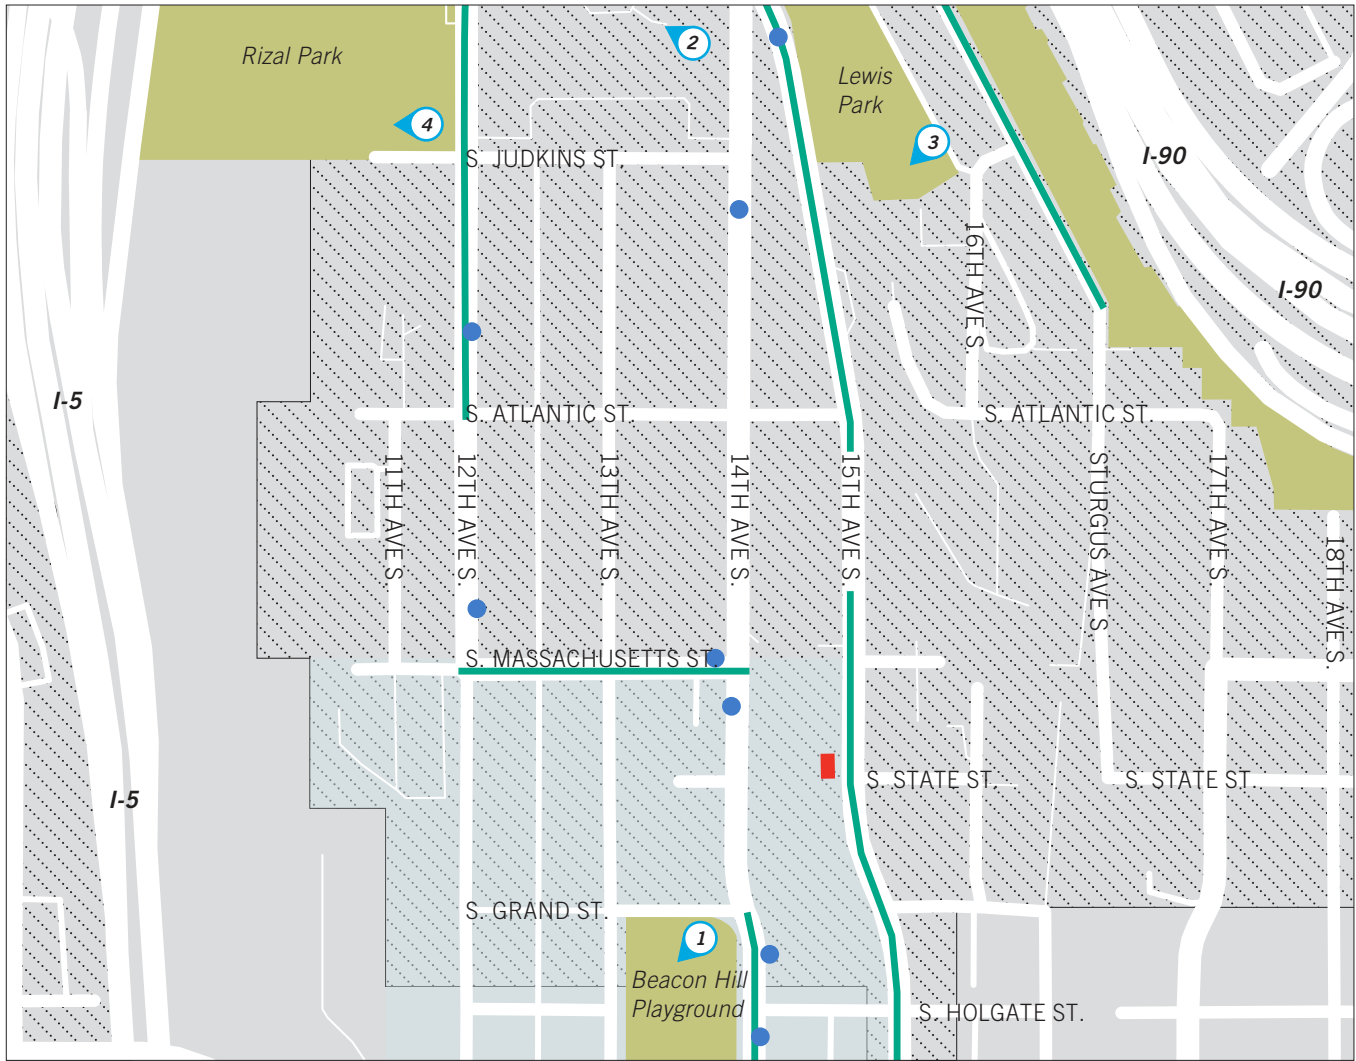 2
Rizal Park
Lewis
Park
4
3
S. JUDKINS ST.
I-90
16TH AVE S
I-90
I-5
S. ATLANTIC ST.
S. ATLANTIC ST.
11TH AVE S
12TH AVE S.
13TH AVE S.
14TH AVE S.
15TH AVE S.
STURGUS AVE S
17TH AVE S
18TH AVE S.
S. MASSACHUSETTS ST.
S. STATE ST.
S. STATE ST.
I-5
S. GRAND ST.
1
Beacon Hill
Playground
S. HOLGATE ST.